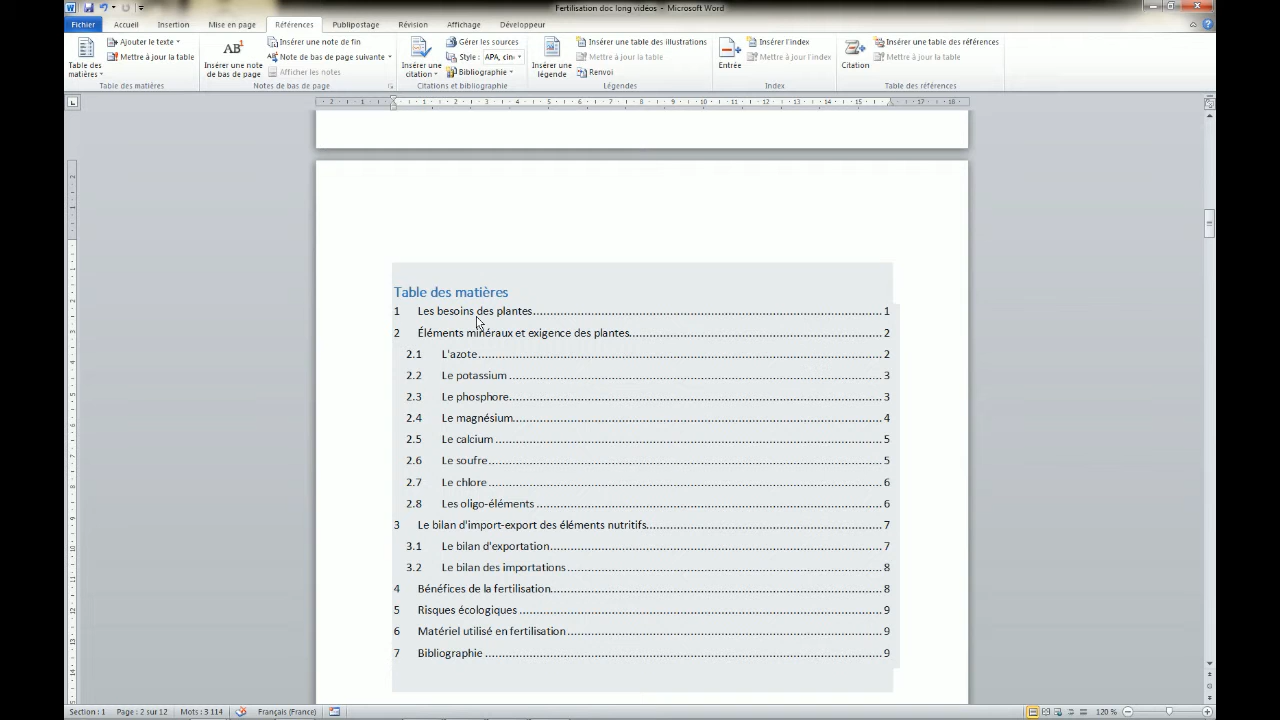 Fertilisation doc long vidéos - Microsoft Word
Fichier Accueil Insertion Mise en page Références Publipostage Révision Affichage Développeur
Table des matières
Ajouter le texte
Mettre à jour la table
Table des matières
Insérer une note de bas de page
Insérer une note de fin
Note de bas de page suivante
Afficher les notes
Notes de bas de page
Insérer une citation
Gérer les sources
Style : APA, cin
Bibliographie
Citations et bibliographie
Insérer une légende
Insérer une table des illustrations
Mettre à jour la table
Renvoi
Légendes
Entrée
Insérer l'index
Mettre à jour l'index
Index
Citation
Insérer une table des références
Mettre à jour la table
Table des références
Table des matières
1 Les besoins des plantes 1
2 Éléments minéraux et exigence des plantes 2
2.1 L'azote 2
2.2 Le potassium 3
2.3 Le phosphore 3
2.4 Le magnésium 4
2.5 Le calcium 5
2.6 Le soufre 5
2.7 Le chlore 6
2.8 Les oligo-éléments 6
3 Le bilan d'import-export des éléments nutritifs 7
3.1 Le bilan d'exportation 7
3.2 Le bilan des importations 8
4 Bénéfices de la fertilisation 8
5 Risques écologiques 9
6 Matériel utilisé en fertilisation 9
7 Bibliographie 9
Section : 1 Page : 2 sur 12 Mots : 3 114 Français (France) 120 %